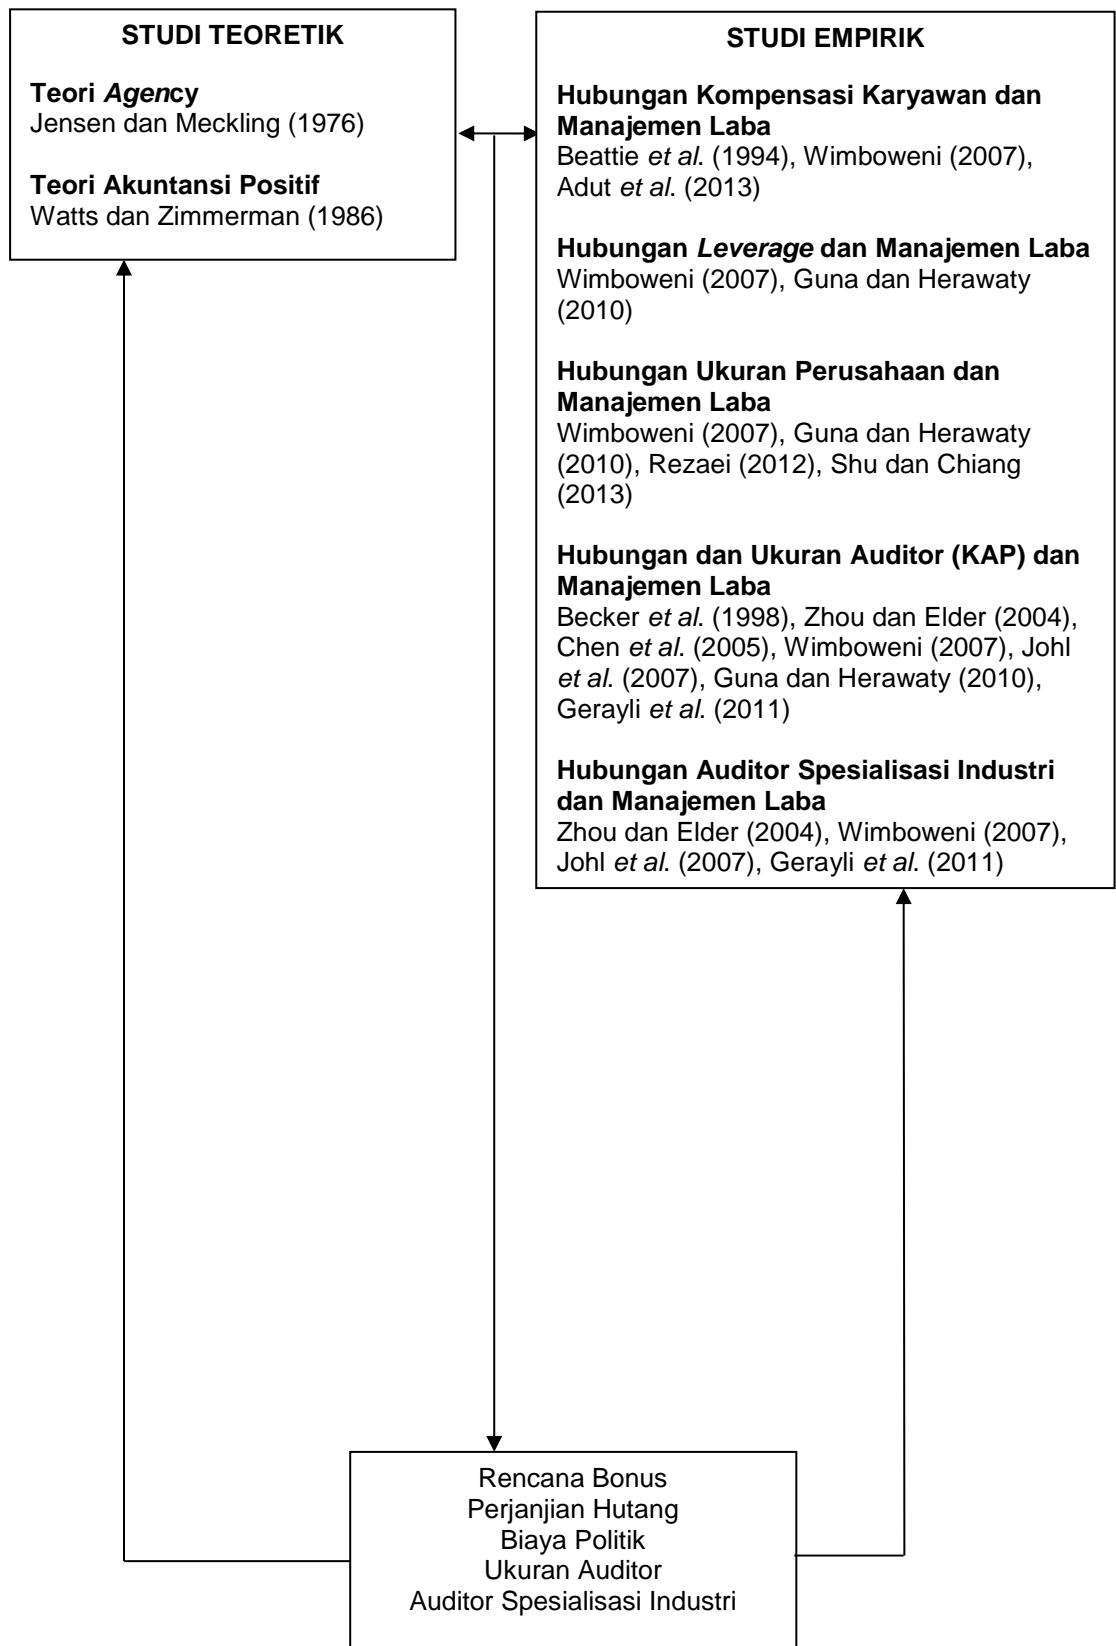 STUDI TEORETIK
Teori Agency
Jensen dan Meckling (1976)
Teori Akuntansi Positif
Watts dan Zimmerman (1986)
STUDI EMPIRIK
Hubungan Kompensasi Karyawan dan
Manajemen Laba
Beattie et al. (1994), Wimboweni (2007),
Adut et al. (2013)
Hubungan Leverage dan Manajemen Laba
Wimboweni (2007), Guna dan Herawaty
(2010)
Hubungan Ukuran Perusahaan dan
Manajemen Laba
Wimboweni (2007), Guna dan Herawaty
(2010), Rezaei (2012), Shu dan Chiang
(2013)
Hubungan dan Ukuran Auditor (KAP) dan
Manajemen Laba
Becker et al. (1998), Zhou dan Elder (2004),
Chen et al. (2005), Wimboweni (2007), Johl
et al. (2007), Guna dan Herawaty (2010),
Gerayli et al. (2011)
Hubungan Auditor Spesialisasi Industri
dan Manajemen Laba
Zhou dan Elder (2004), Wimboweni (2007),
Johl et al. (2007), Gerayli et al. (2011)
Rencana Bonus
Perjanjian Hutang
Biaya Politik
Ukuran Auditor
Auditor Spesialisasi Industri